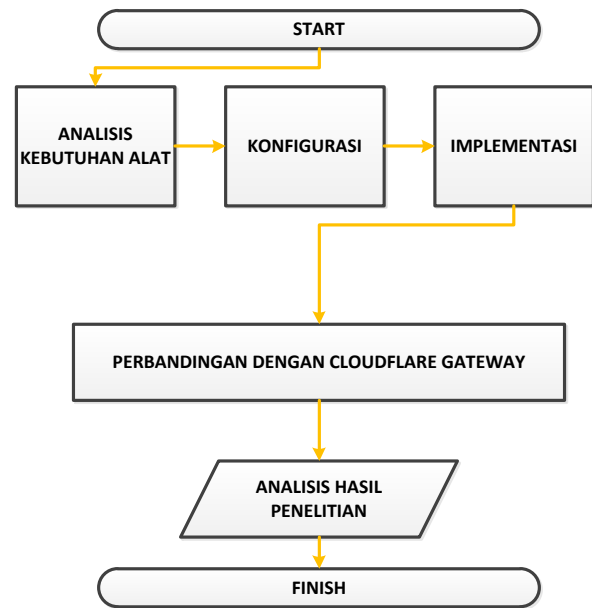 START
ANALISIS
KEBUTUHAN ALAT
KONFIGURASI
IMPLEMENTASI
PERBANDINGAN DENGAN CLOUDFLARE GATEWAY
ANALISIS HASIL
PENELITIAN
FINISH